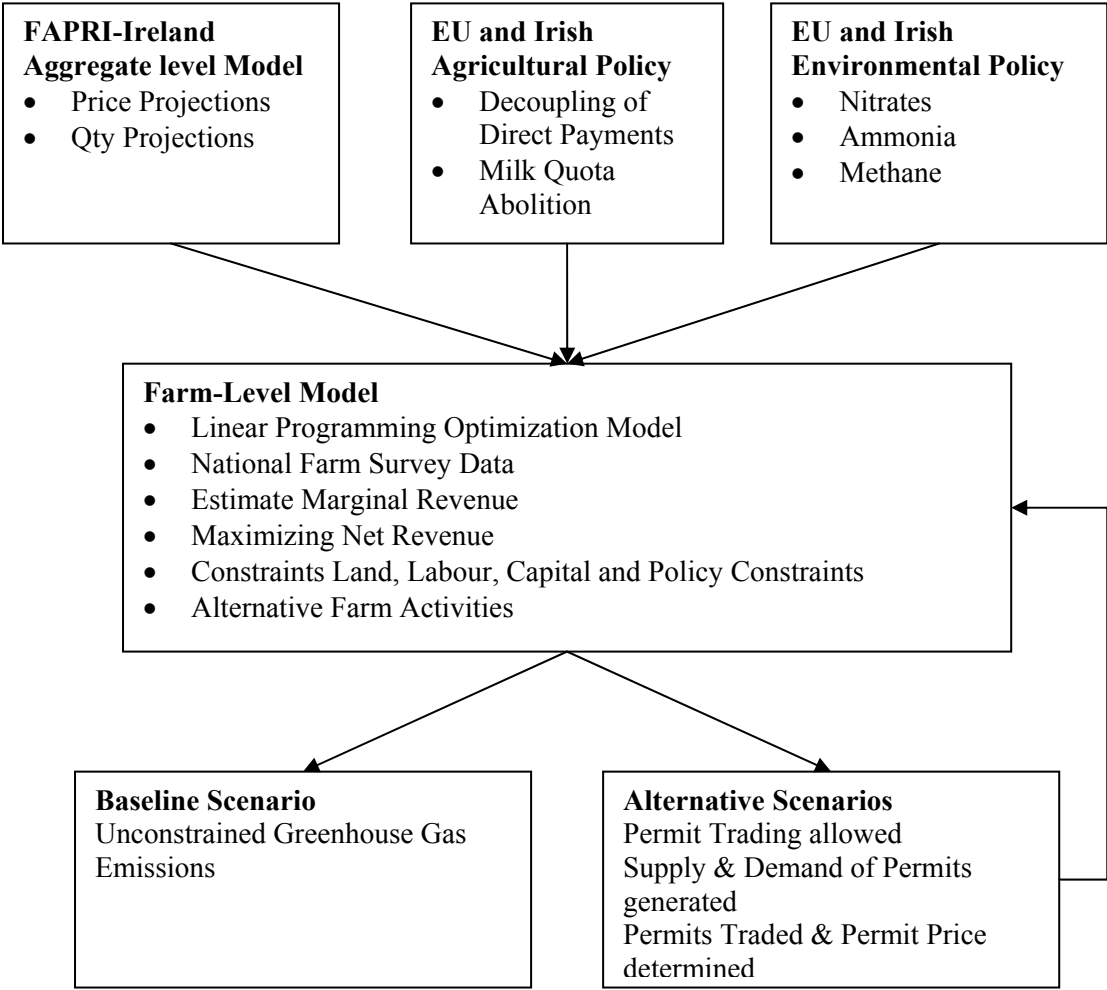 FAPRI-Ireland
Aggregate level Model
• Price Projections
• Qty Projections
EU and Irish
Agricultural Policy
• Decoupling of
Direct Payments
• Milk Quota
Abolition
EU and Irish
Environmental Policy
• Nitrates
• Ammonia
• Methane
Farm-Level Model
• Linear Programming Optimization Model
• National Farm Survey Data
• Estimate Marginal Revenue
• Maximizing Net Revenue
• Constraints Land, Labour, Capital and Policy Constraints
• Alternative Farm Activities
Baseline Scenario
Unconstrained Greenhouse Gas
Emissions
Alternative Scenarios
Permit Trading allowed
Supply & Demand of Permits
generated
Permits Traded & Permit Price
determined